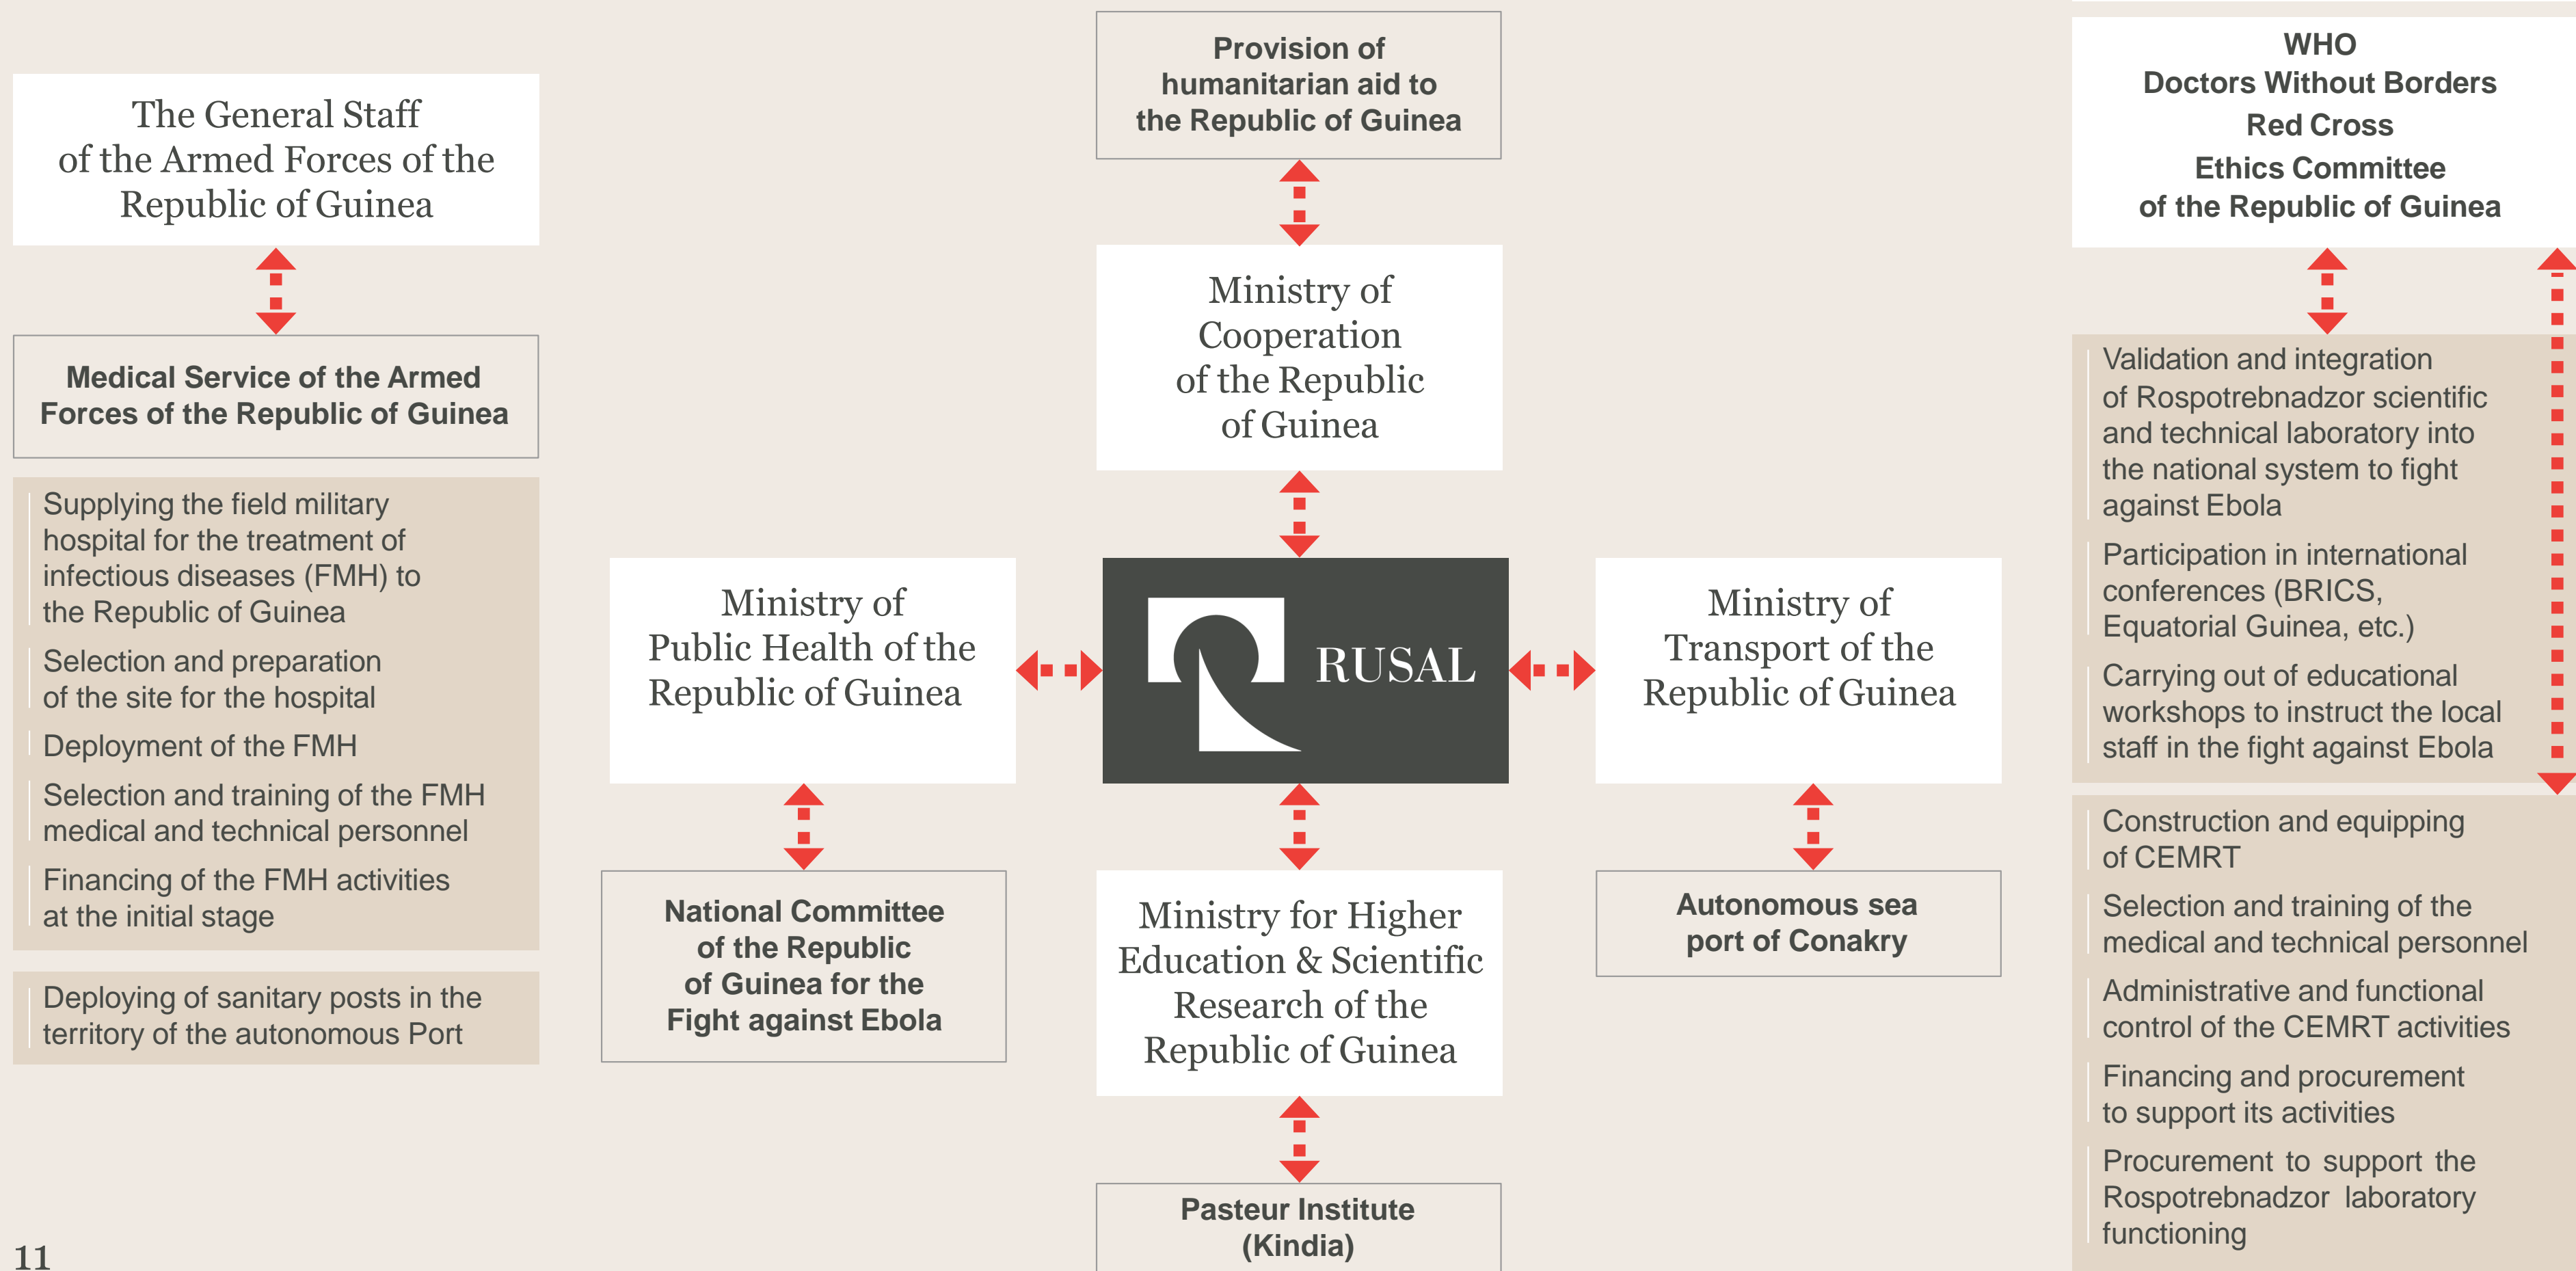 The General Staff
of the Armed Forces of the
Republic of Guinea
Medical Service of the Armed
Forces of the Republic of Guinea
Supplying the field military
hospital for the treatment of
infectious diseases (FMH) to
the Republic of Guinea
Selection and preparation
of the site for the hospital
Deployment of the FMH
Selection and training of the FMH
medical and technical personnel
Financing of the FMH activities
at the initial stage
Deploying of sanitary posts in the
territory of the autonomous Port
11
Provision of
humanitarian aid to
the Republic of Guinea
Ministry of
Cooperation
of the Republic
of Guinea
Ministry of
Public Health of the
Republic of Guinea
RUSAL
Ministry of
Transport of the
Republic of Guinea
National Committee
of the Republic
of Guinea for the
Fight against Ebola
Ministry for Higher
Education & Scientific
Research of the
Republic of Guinea
Autonomous sea
port of Conakry
Pasteur Institute
(Kindia)
WHO
Doctors Without Borders
Red Cross
Ethics Committee
of the Republic of Guinea
Validation and integration
of Rospotrebnadzor scientific
and technical laboratory into
the national system to fight
against Ebola
Participation in international
conferences (BRICS,
Equatorial Guinea, etc.)
Carrying out of educational
workshops to instruct the local
staff in the fight against Ebola
Construction and equipping
of CEMRT
Selection and training of the
medical and technical personnel
Administrative and functional
control of the CEMRT activities
Financing and procurement
to support its activities
Procurement to support the
Rospotrebnadzor laboratory
functioning